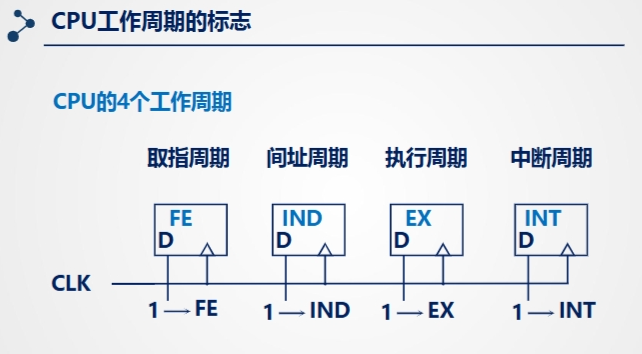 CPU工作周期的标志
CPU的4个工作周期
取指周期 间址周期 执行周期 中断周期
FE IND EX INT
D D D D
CLK
1→FE 1→IND 1→EX 1→INT